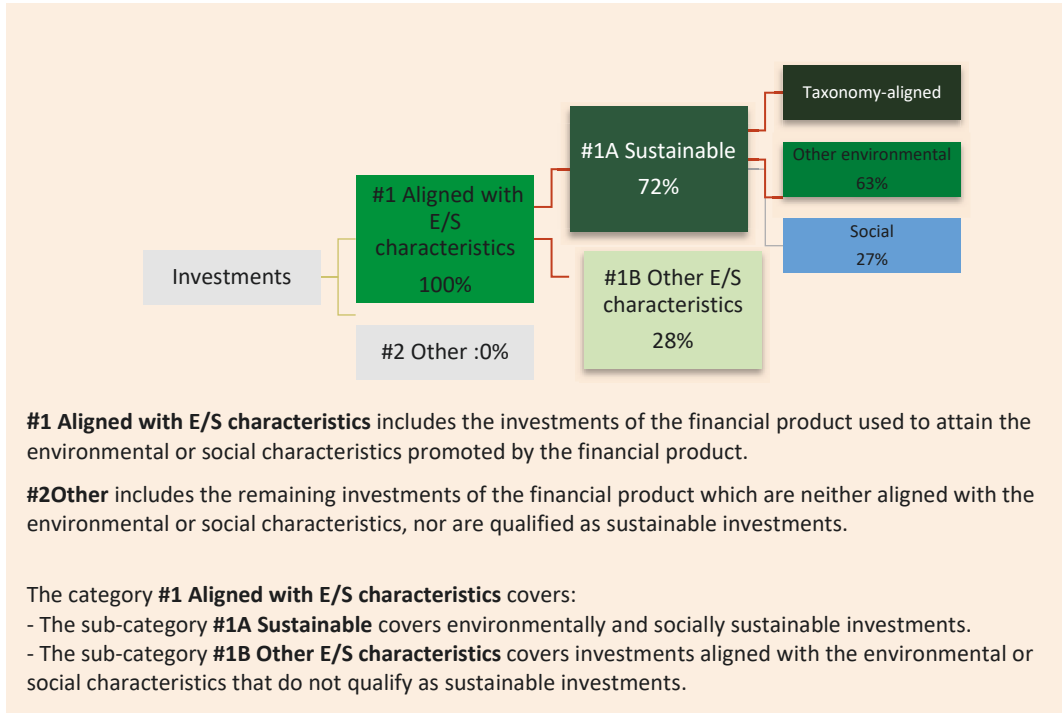 Taxonomy-aligned
#1A Sustainable
72%
Other environmental
63%
#1 Aligned with
E/S
characteristics
100%
Social
27%
Investments
#1B Other E/S
characteristics
28%
#2 Other :0%
#1 Aligned with E/S characteristics includes the investments of the financial product used to attain the
environmental or social characteristics promoted by the financial product.
#2Other includes the remaining investments of the financial product which are neither aligned with the
environmental or social characteristics, nor are qualified as sustainable investments.
The category #1 Aligned with E/S characteristics covers:
- The sub-category #1A Sustainable covers environmentally and socially sustainable investments.
- The sub-category #1B Other E/S characteristics covers investments aligned with the environmental or
social characteristics that do not qualify as sustainable investments.